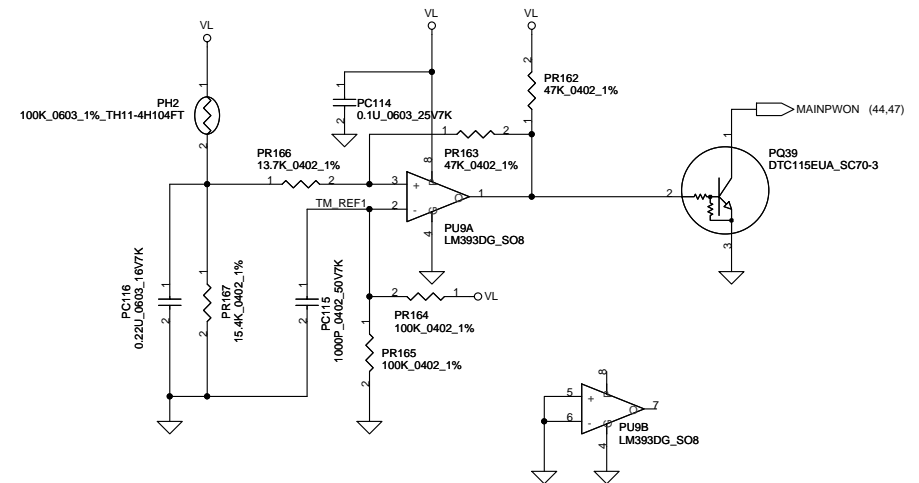 VL
VL
VL
PH2
100K_0603_1%_TH11-4H104FT
1
2
1
2
PC114
0.1U_0603_25V7K
2
1
PR162
47K_0402_1%
1
2
PR163
47K_0402_1%
MAINPWON (44,47)
1
PQ39
DTC115EUA_SC70-3
2
3
PR166
13.7K_0402_1%
1
2
TM_REF1
3
2
+
-
P
G
O
8
4
1
PU9A
LM393DG_SO8
PC116
0.22U_0603_16V7K
1
2
PR167
15.4K_0402_1%
1
2
PC115
1000P_0402_50V7K
1
2
2
1
VL
PR164
100K_0402_1%
1
2
PR165
100K_0402_1%
5
6
+
-
P
G
O
8
4
7
PU9B
LM393DG_SO8